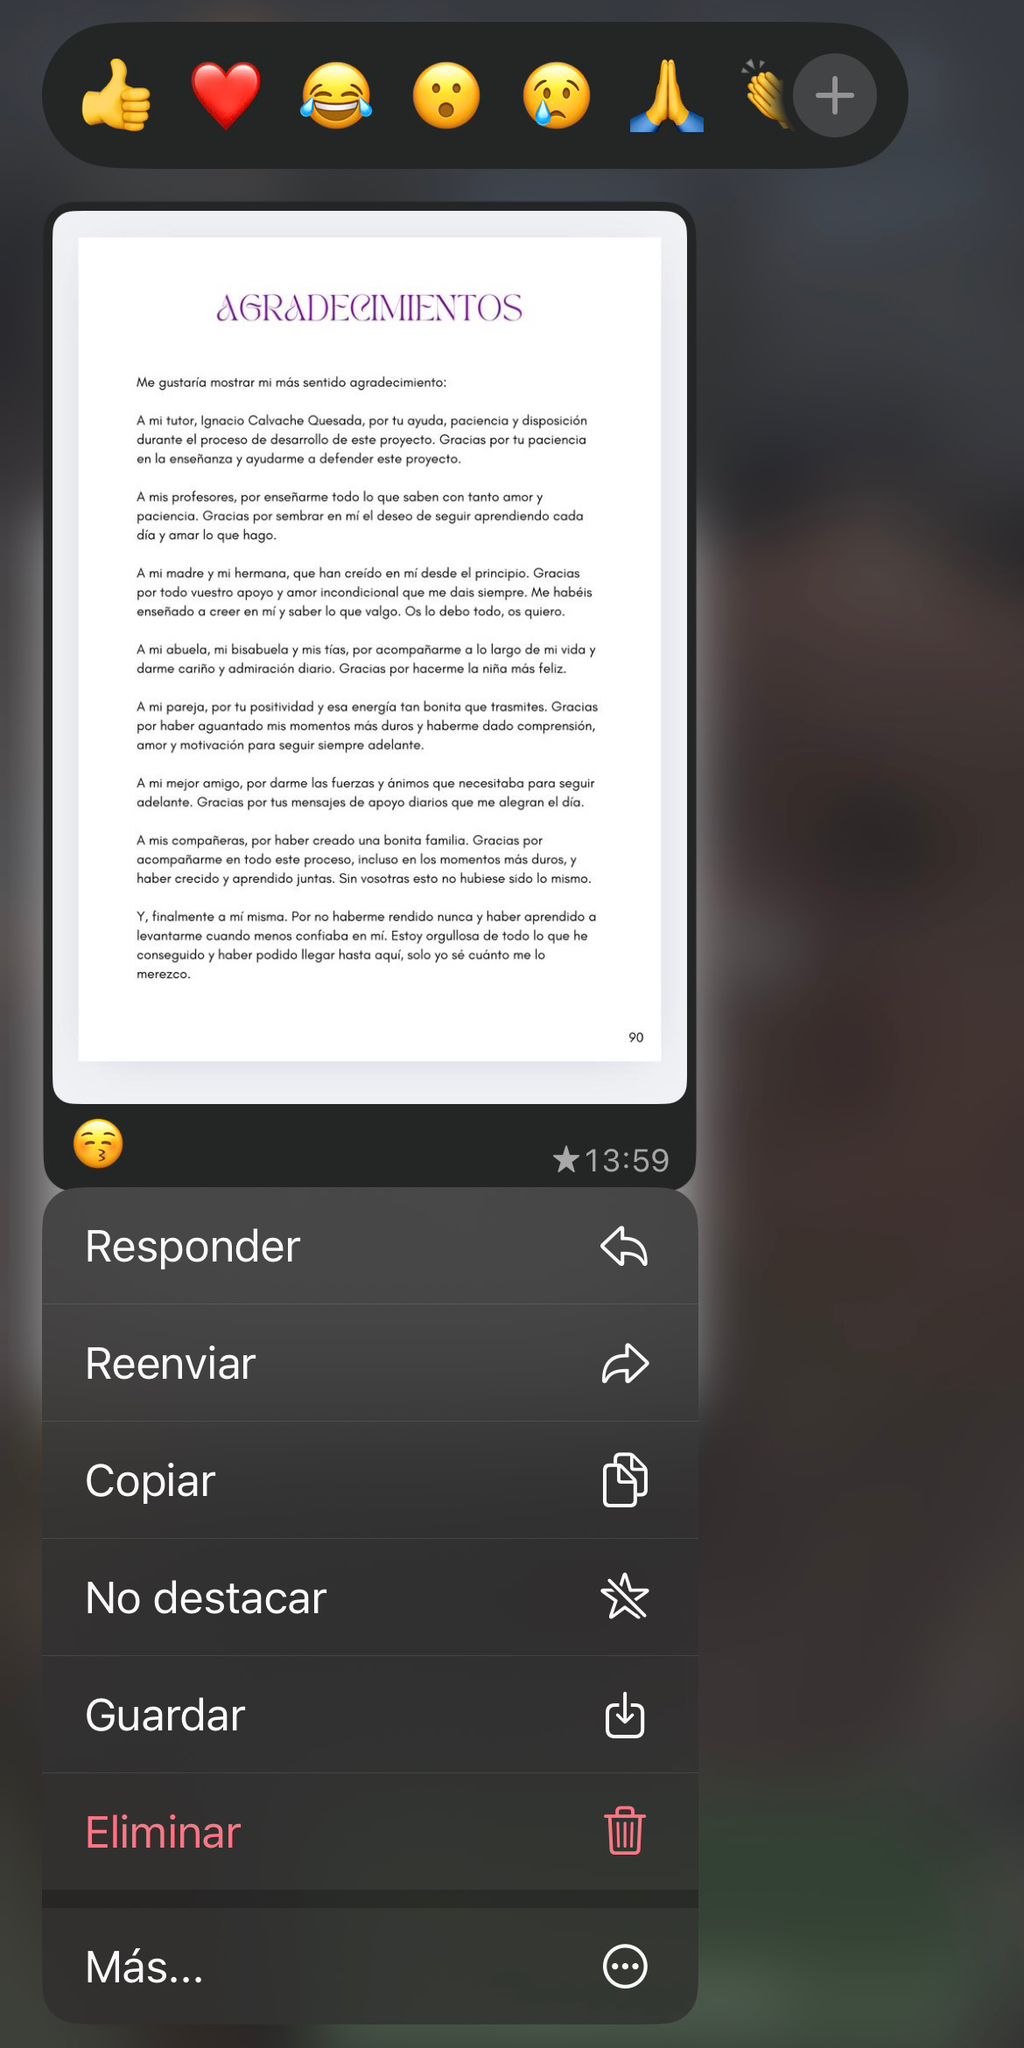 AGRADECIMIENTOS
Me gustaría mostrar mi más sentido agradecimiento:
A mi tutor, Ignacio Calvache Quesada, por tu ayuda, paciencia y disposición
durante el proceso de desarrollo de este proyecto. Gracias por tu paciencia
en la enseñanza y ayudarme a defender este proyecto.
A mis profesores, por enseñarme todo lo que saben con tanto amor y
paciencia. Gracias por sembrar en mí el deseo de seguir aprendiendo cada
día y amar lo que hago.
A mi madre y mi hermana, que han creído en mí desde el principio. Gracias
por todo vuestro apoyo y amor incondicional que me dais siempre. Me habéis
enseñado a creer en mí y saber lo que valgo. Os lo debo todo, os quiero.
A mi abuela, mi bisabuela y mis tías, por acompañarme a lo largo de mi vida y
darme cariño y admiración diario. Gracias por hacerme la niña más feliz.
A mi pareja, por tu positividad y esa energía tan bonita que trasmites. Gracias
por haber aguantado mis momentos más duros y haberme dado comprensión,
amor y motivación para seguir siempre adelante.
A mi mejor amigo, por darme las fuerzas y ánimos que necesitaba para seguir
adelante. Gracias por tus mensajes de apoyo diarios que me alegran el día.
A mis compañeras, por haber creado una bonita familia. Gracias por
acompañarme en todo este proceso, incluso en los momentos más duros, y
haber crecido y aprendido juntas. Sin vosotras esto no hubiese sido lo mismo.
Y, finalmente a mí misma. Por no haberme rendido nunca y haber aprendido a
levantarme cuando menos confiaba en mí. Estoy orgullosa de todo lo que he
conseguido y haber podido llegar hasta aquí, solo yo sé cuánto me lo
merezco.
90
13:59
Responder
Reenviar
Copiar
No destacar
Guardar
Eliminar
Más...